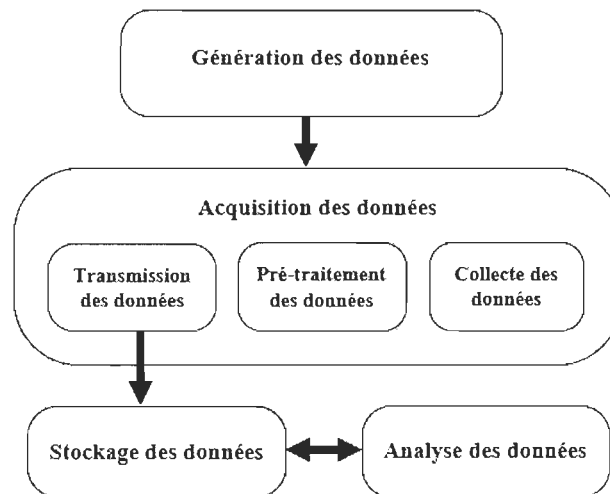 Génération des données
Acquisition des données
Transmission
des données
Pré-traitement
des données
Collecte des
données
Stockage des données
Analyse des données